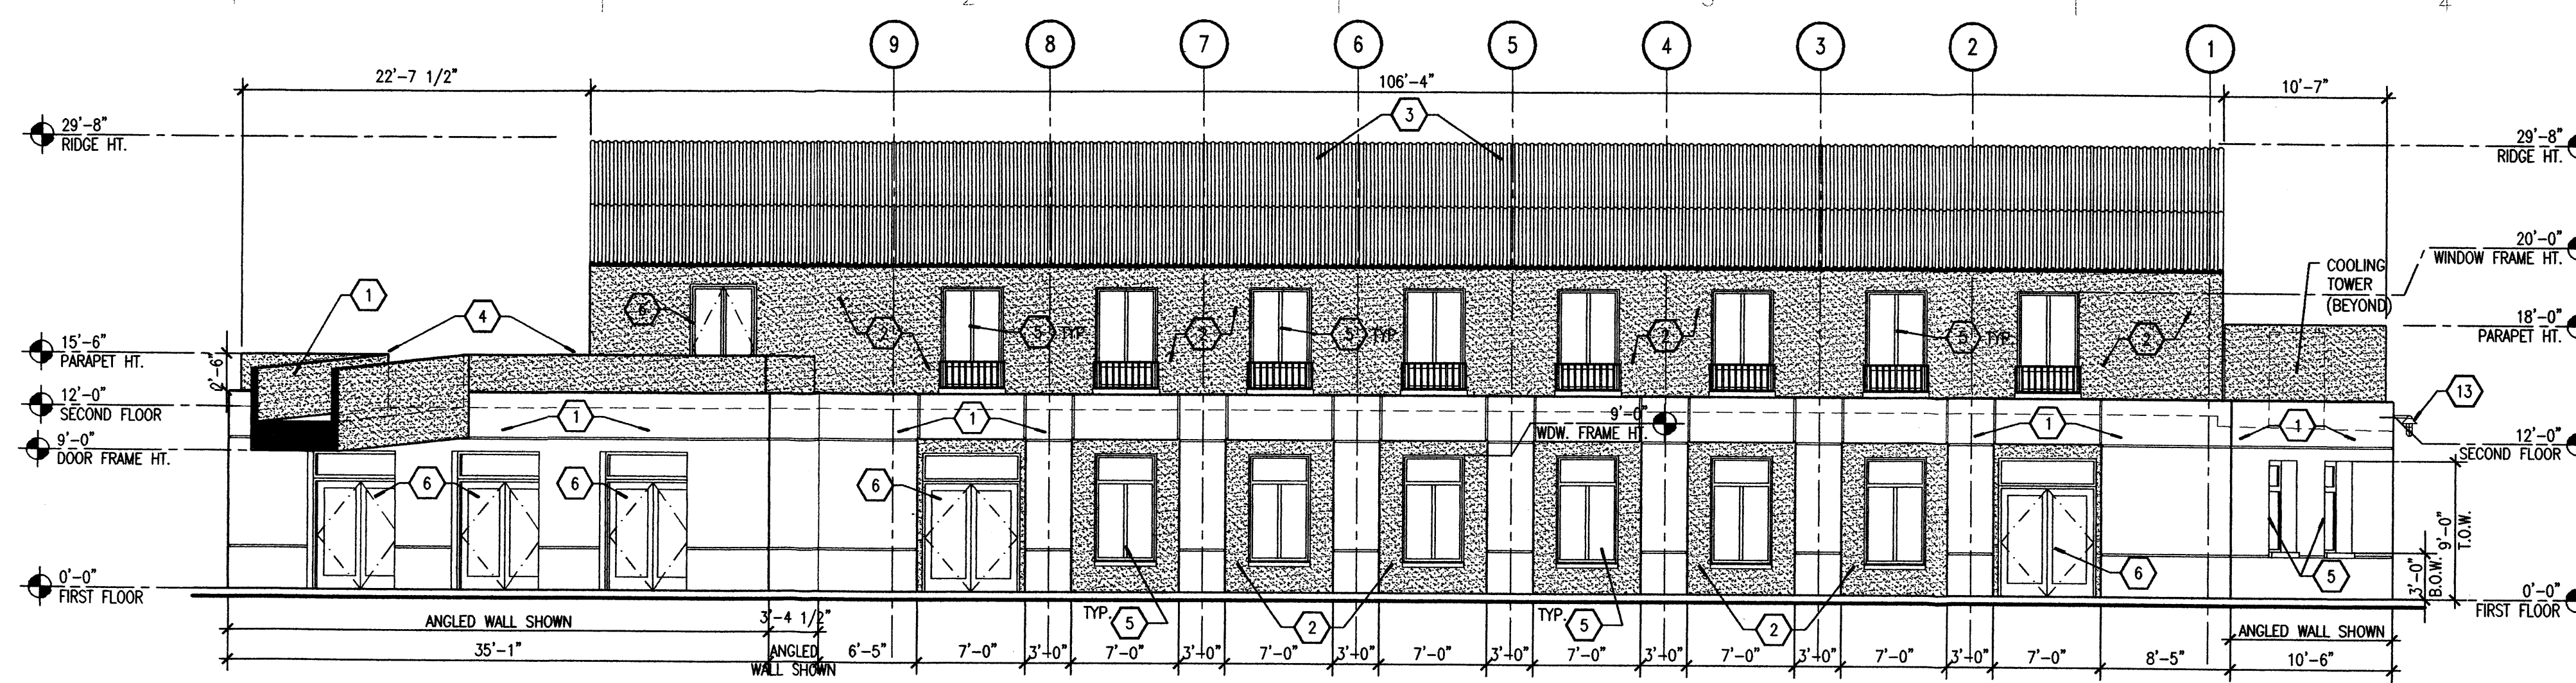 2
3
4
9
8
7
6
5
4
3
2
1
22'-7 1/2"
106'-4"
10'-7"
3
29'-8"
RIDGE HT.
29'-8"
RIDGE HT.
20'-0"
WINDOW FRAME HT.
COOLING
TOWER
(BEYOND)
1
4
6
2
5 TYP.
2
5 TYP.
2
5 TYP.
2
15'-6"
PARAPET HT.
18'-0"
PARAPET HT.
12'-0"
SECOND FLOOR
13
1
1
9'-0"
WDW. FRAME HT.
1
1
12'-0"
SECOND FLOOR
9'-0"
DOOR FRAME HT.
6
6
6
6
5
9'-0"
T.O.W.
3'-0"
B.O.W.
0'-0"
FIRST FLOOR
0'-0"
FIRST FLOOR
TYP.
5
2
TYP.
5
2
ANGLED WALL SHOWN
3'-4 1/2"
ANGLED WALL SHOWN
35'-1"
ANGLED
WALL SHOWN
6'-5"
7'-0"
3'-0"
7'-0"
3'-0"
7'-0"
3'-0"
7'-0"
3'-0"
7'-0"
3'-0"
7'-0"
3'-0"
7'-0"
3'-0"
7'-0"
8'-5"
10'-6"